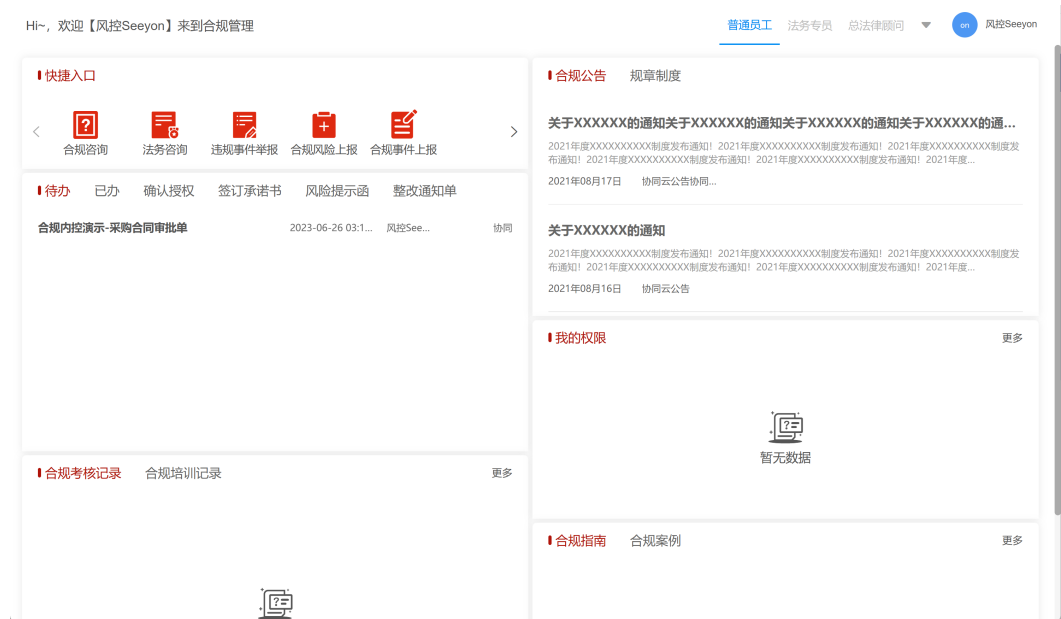 Hi~，欢迎【风控Seeyon】来到合规管理
普通员工 法务专员 总法律顾问 on 风控Seeyon
快捷入口
合规咨询 法务咨询 违规事件举报 合规风险上报 合规事件上报
待办 已办 确认授权 签订承诺书 风险提示函 整改通知单
合规内控演示-采购合同审批单 2023-06-26 03:1... 风控See... 协同
合规考核记录 合规培训记录 更多
合规公告 规章制度
关于XXXXXX的通知关于XXXXXX的通知关于XXXXXX的通知关于XXXXXX的通...
2021年度XXXXXXXXXX制度发布通知！2021年度XXXXXXXXXX制度发布通知！2021年度XXXXXXXXXX制度发
布通知！2021年度XXXXXXXXXX制度发布通知！2021年度XXXXXXXXXX制度发布通知！2021年度...
2021年08月17日 协同云公告协同...
关于XXXXXX的通知
2021年度XXXXXXXXXX制度发布通知！2021年度XXXXXXXXXX制度发布通知！2021年度XXXXXXXXXX制度发
布通知！2021年度XXXXXXXXXX制度发布通知！2021年度XXXXXXXXXX制度发布通知！2021年度...
2021年08月16日 协同云公告
我的权限 更多
暂无数据
合规指南 合规案例 更多